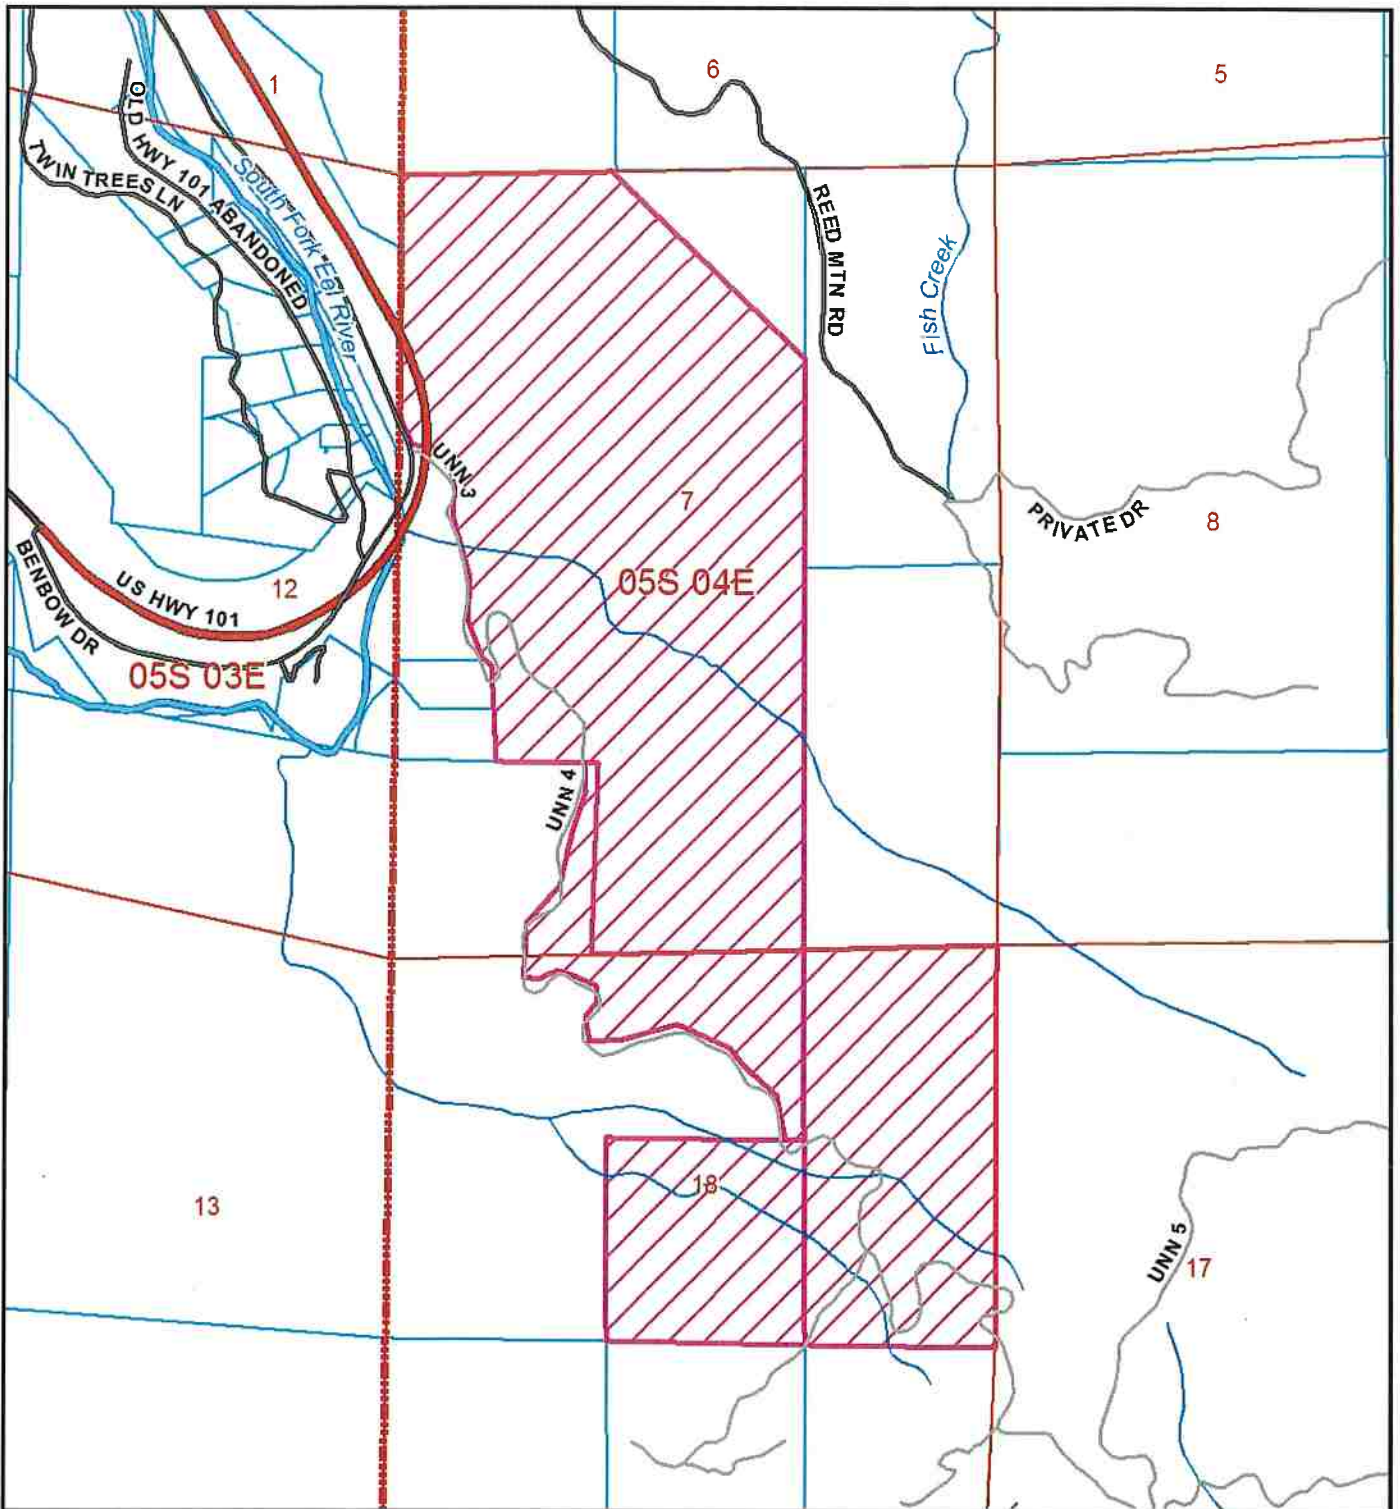 1
6
5
OLD HWY 101 ABANDONED
TWIN TREES LN
South Fork Eel River
REED MTN RD
Fish Creek
UNN 3
7
PRIVATE DR
8
05S 04E
12
US HWY 101
BENBOW DR
05S 03E
UNN 4
18
13
UNN 5
17